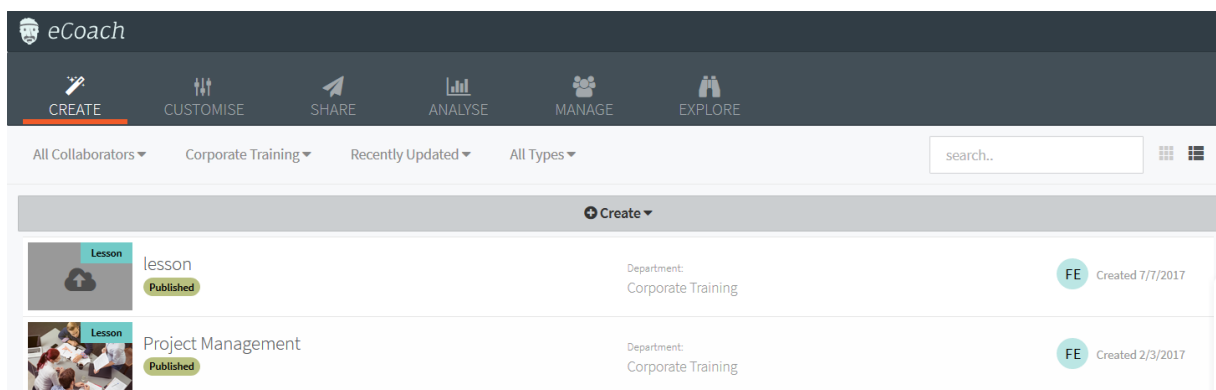 eCoach
CREATE CUSTOMISE SHARE ANALYSE MANAGE EXPLORE
All Collaborators Corporate Training Recently Updated All Types search..
Create
Lesson
lesson
Published
Department:
Corporate Training
FE Created 7/7/2017
Lesson
Project Management
Published
Department:
Corporate Training
FE Created 2/3/2017